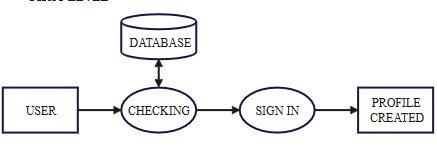 DATABASE
USER
CHECKING
SIGN IN
PROFILE
CREATED